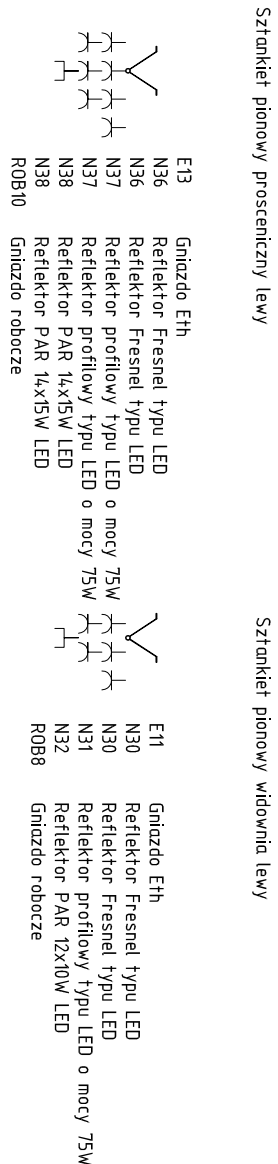 Sztankiet pionowy prosceniczny lewy
E13 Gniazdo Eth
N36 Reflektor Fresnel typu LED
N36 Reflektor Fresnel typu LED
N37 Reflektor profilowy typu LED o mocy 75W
N37 Reflektor profilowy typu LED o mocy 75W
N38 Reflektor PAR 14x15W LED
N38 Reflektor PAR 14x15W LED
ROB10 Gniazdo robocze
Sztankiet pionowy widownia lewy
E11 Gniazdo Eth
N30 Reflektor Fresnel typu LED
N30 Reflektor Fresnel typu LED
N31 Reflektor profilowy typu LED o mocy 75W
N32 Reflektor PAR 12x10W LED
ROB8 Gniazdo robocze